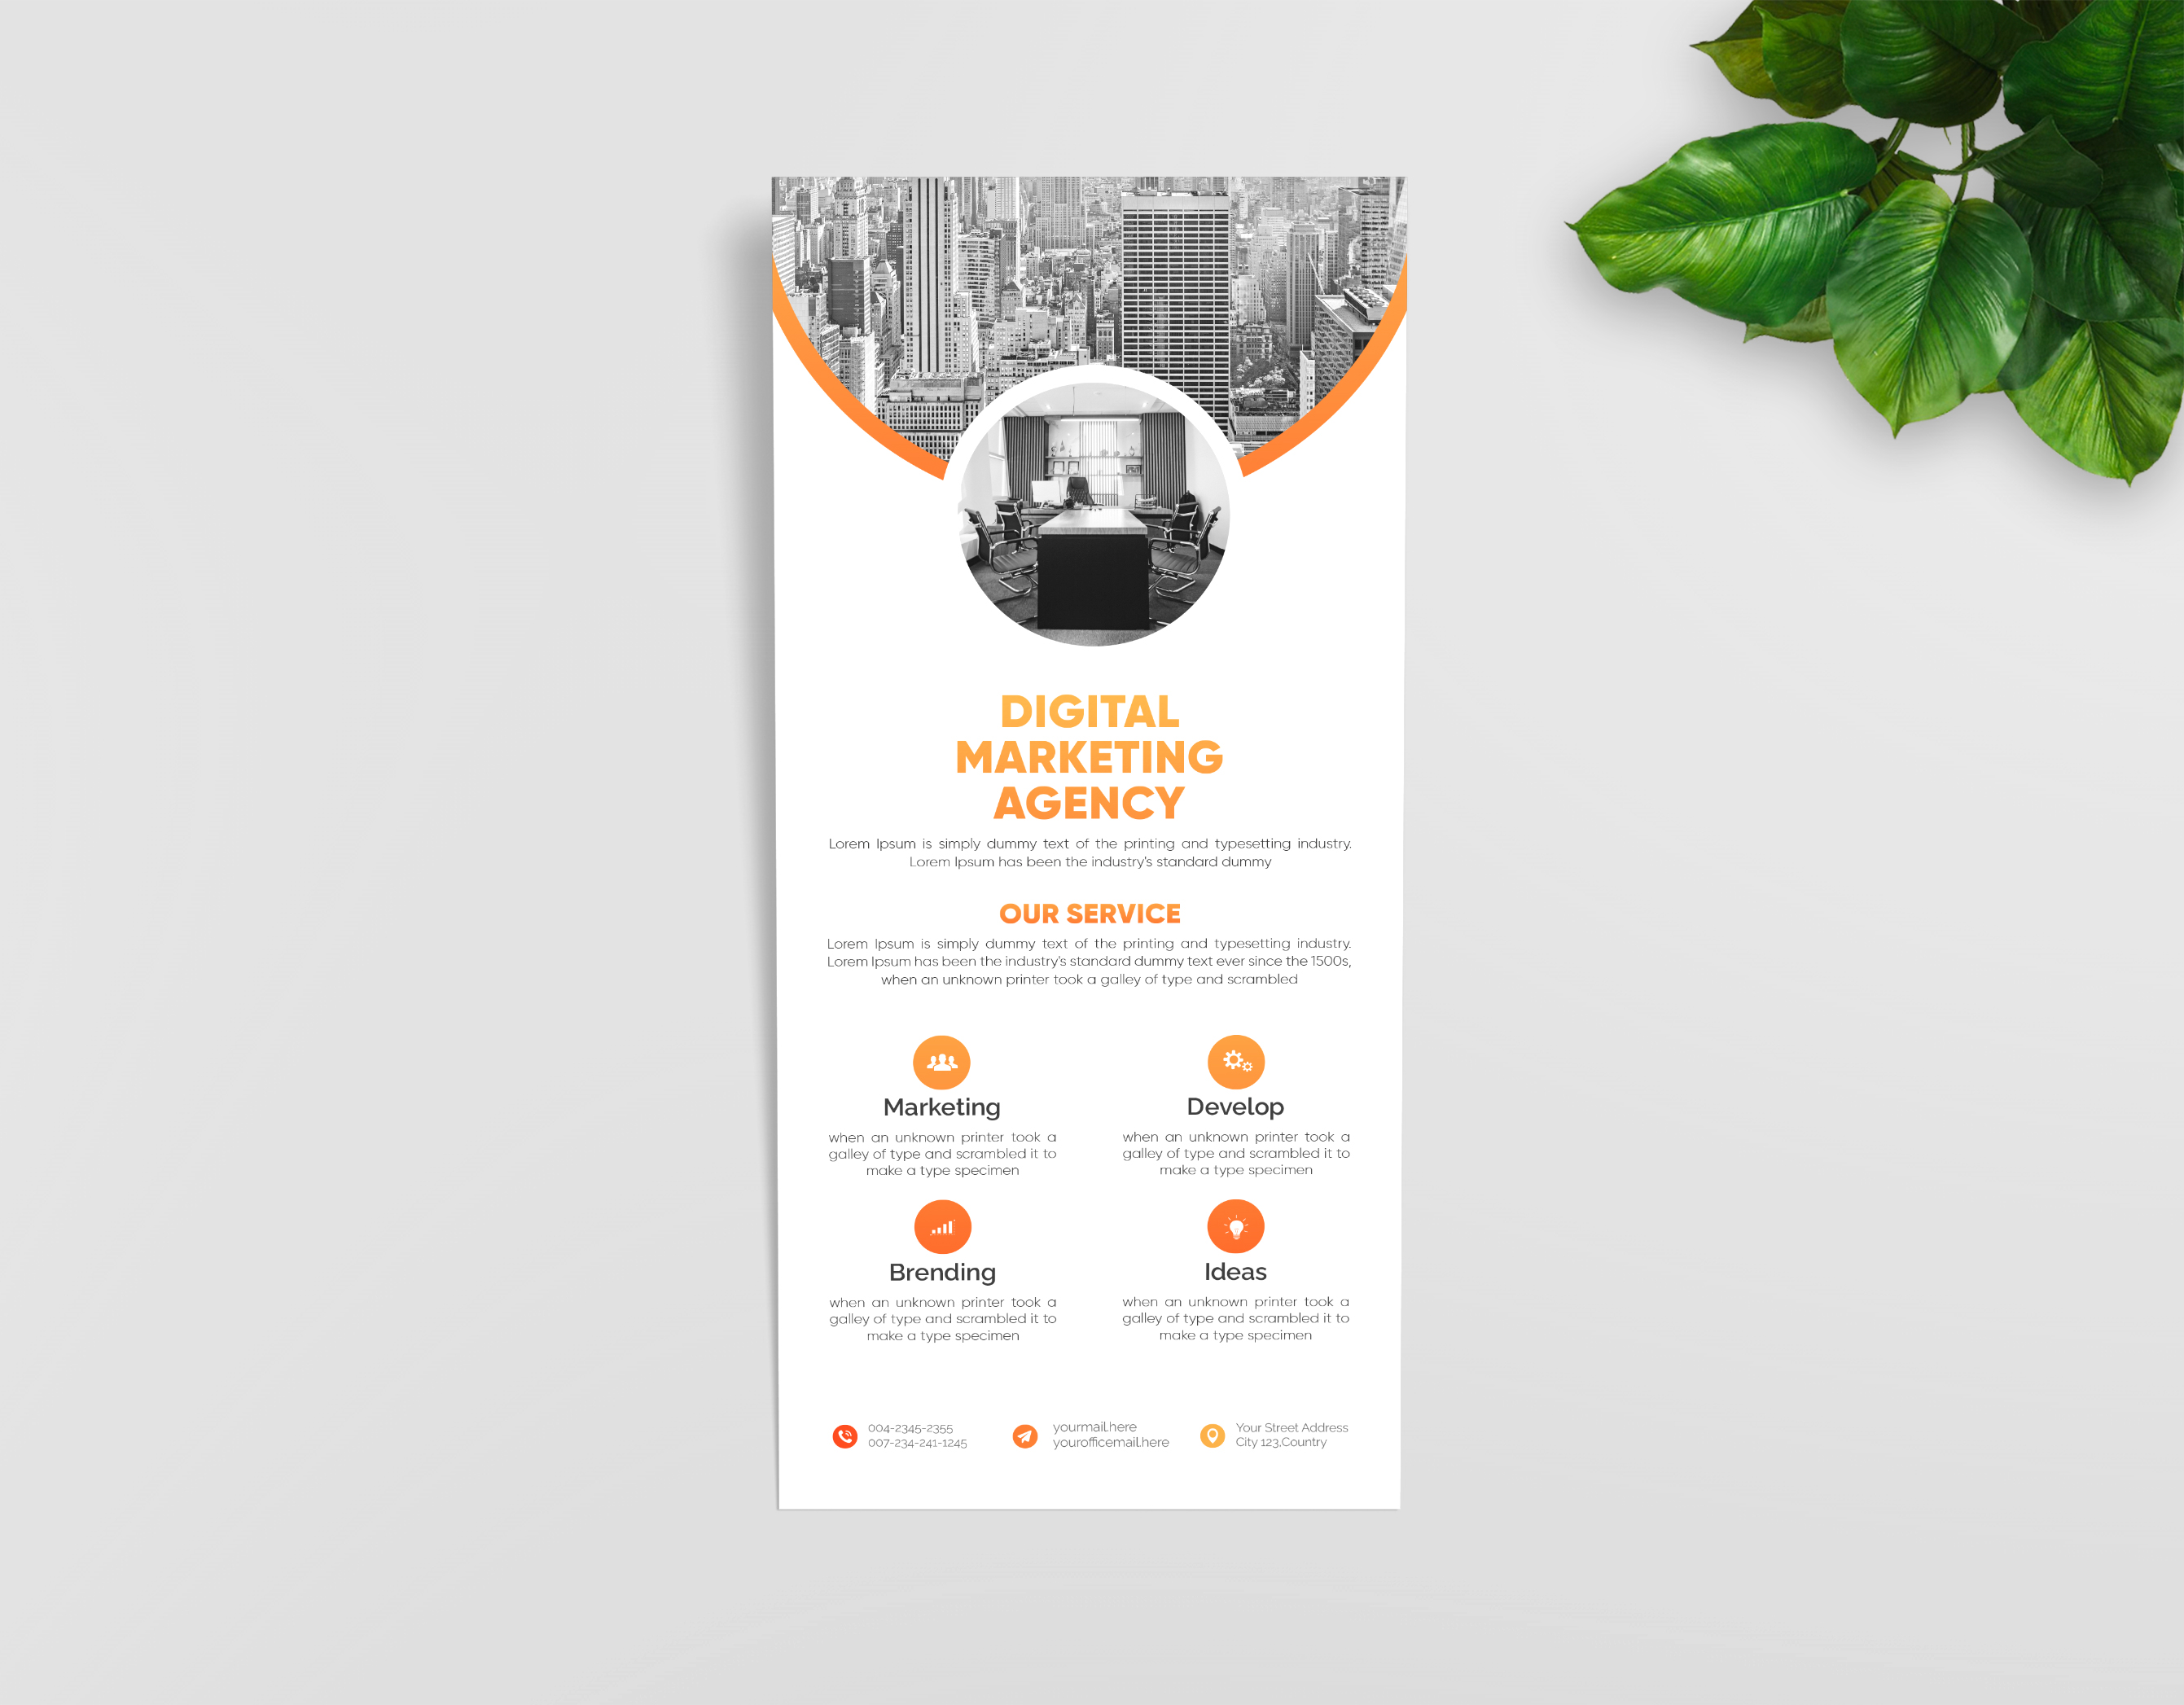 DIGITAL
MARKETING
AGENCY
Lorem Ipsum is simply dummy text of the printing and typesetting industry.
Lorem Ipsum has been the industry's standard dummy
OUR SERVICE
Lorem Ipsum is simply dummy text of the printing and typesetting industry.
Lorem Ipsum has been the industry's standard dummy text ever since the 1500s,
when an unknown printer took a galley of type and scrambled
Marketing
when an unknown printer took a
galley of type and scrambled it to
make a type specimen
Develop
when an unknown printer took a
galley of type and scrambled it to
make a type specimen
Brending
when an unknown printer took a
galley of type and scrambled it to
make a type specimen
Ideas
when an unknown printer took a
galley of type and scrambled it to
make a type specimen
004-2345-2355
007-234-241-1245
yourmail.here
yourofficemail.here
Your Street Address
City 123,Country